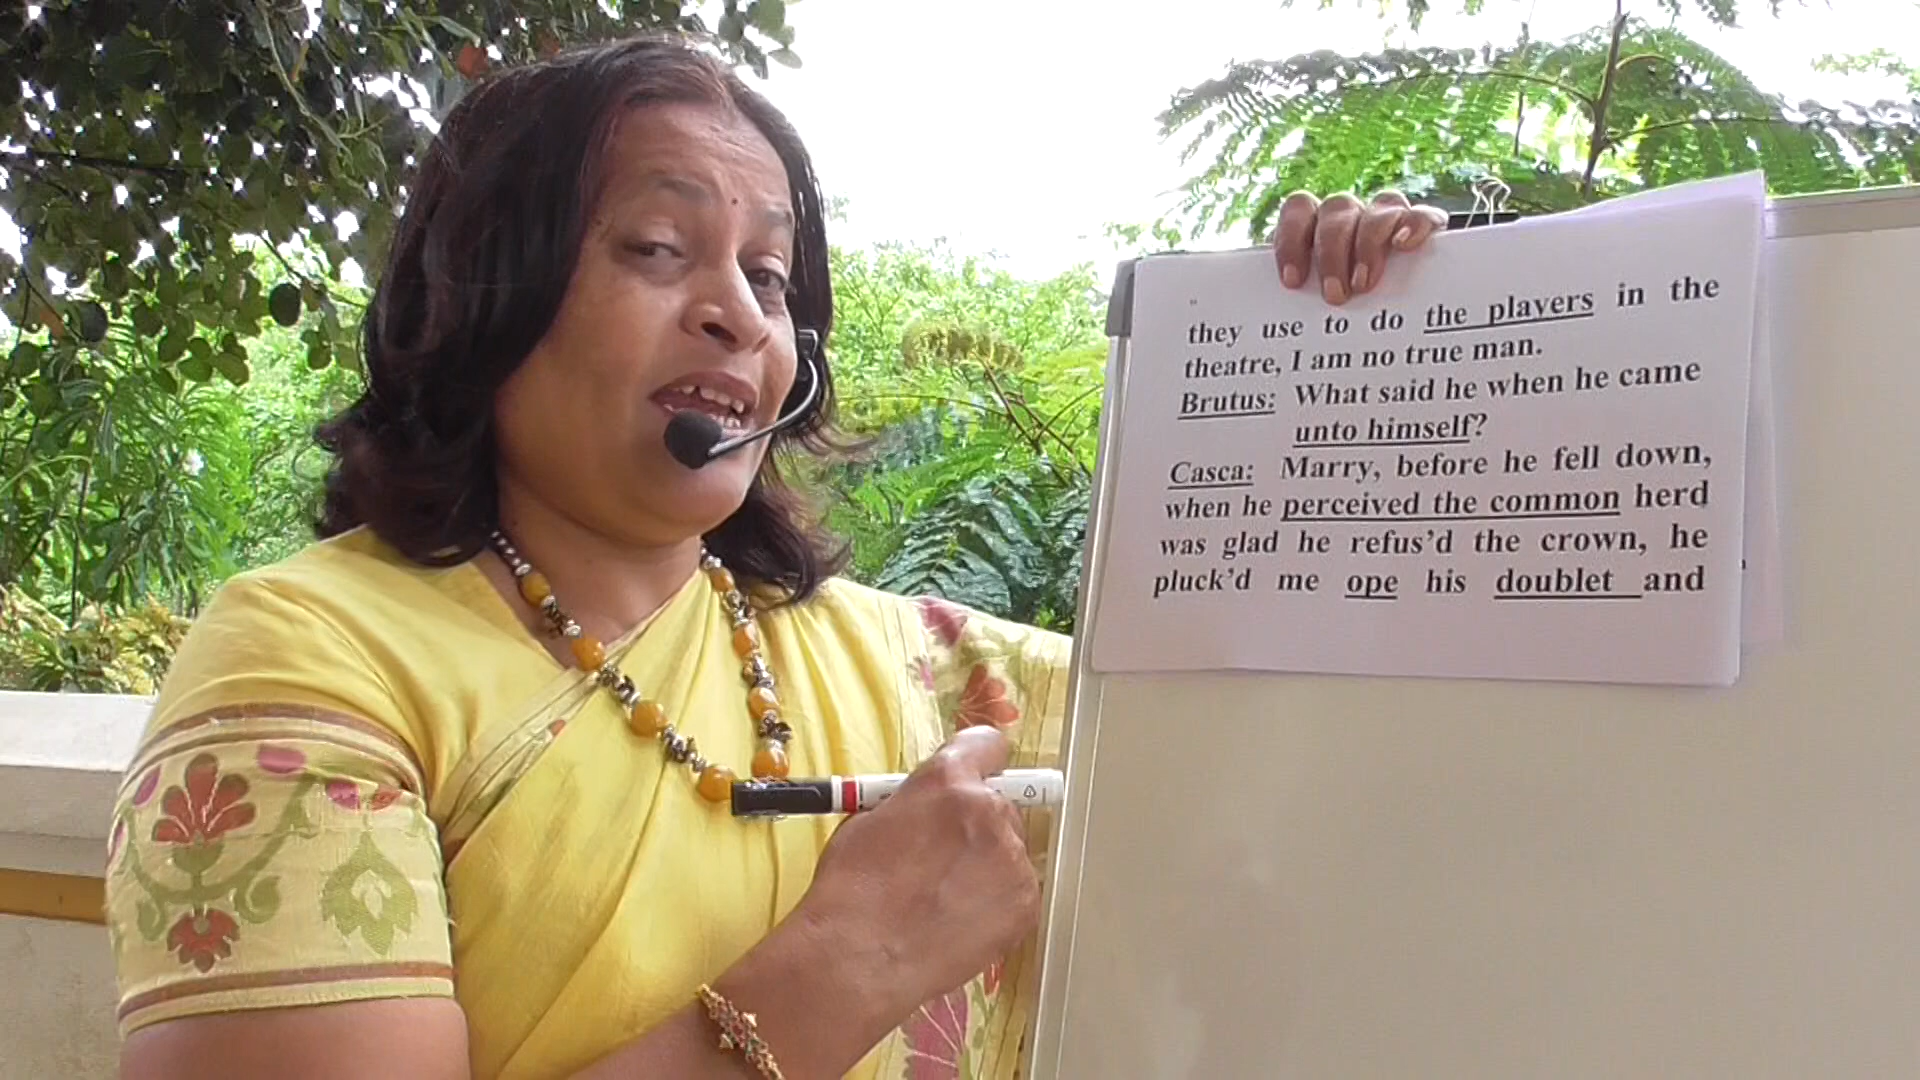 they use to do the players in the
theatre, I am no true man.
Brutus: What said he when he came
unto himself?
Casca: Marry, before he fell down,
when he perceived the common herd
was glad he refus’d the crown, he
pluck’d me ope his doublet and